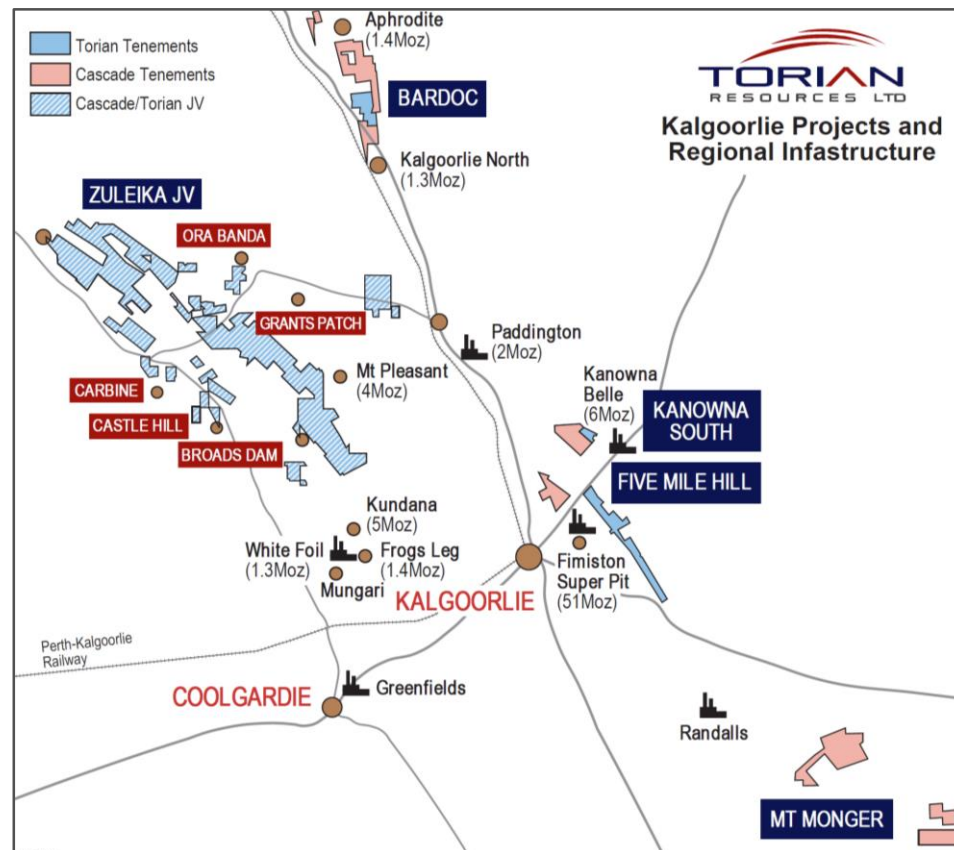 Torian Tenements
Cascade Tenements
Cascade/Torian JV
TORIAN
RESOURCES LTD
Kalgoorlie Projects and
Regional Infastructure
Aphrodite
(1.4Moz)
BARDOC
Kalgoorlie North
(1.3Moz)
ZULEIKA JV
ORA BANDA
GRANTS PATCH
Paddington
(2Moz)
Mt Pleasant
(4Moz)
CARBINE
CASTLE HILL
BROADS DAM
Kanowna
Belle
(6Moz)
KANOWNA
SOUTH
FIVE MILE HILL
Kundana
(5Moz)
White Foil
(1.3Moz)
Frogs Leg
(1.4Moz)
Mungari
KALGOORLIE
Fimiston
Super Pit
(51Moz)
Perth-Kalgoorlie
Railway
COOLGARDIE
Greenfields
Randalls
MT MONGER